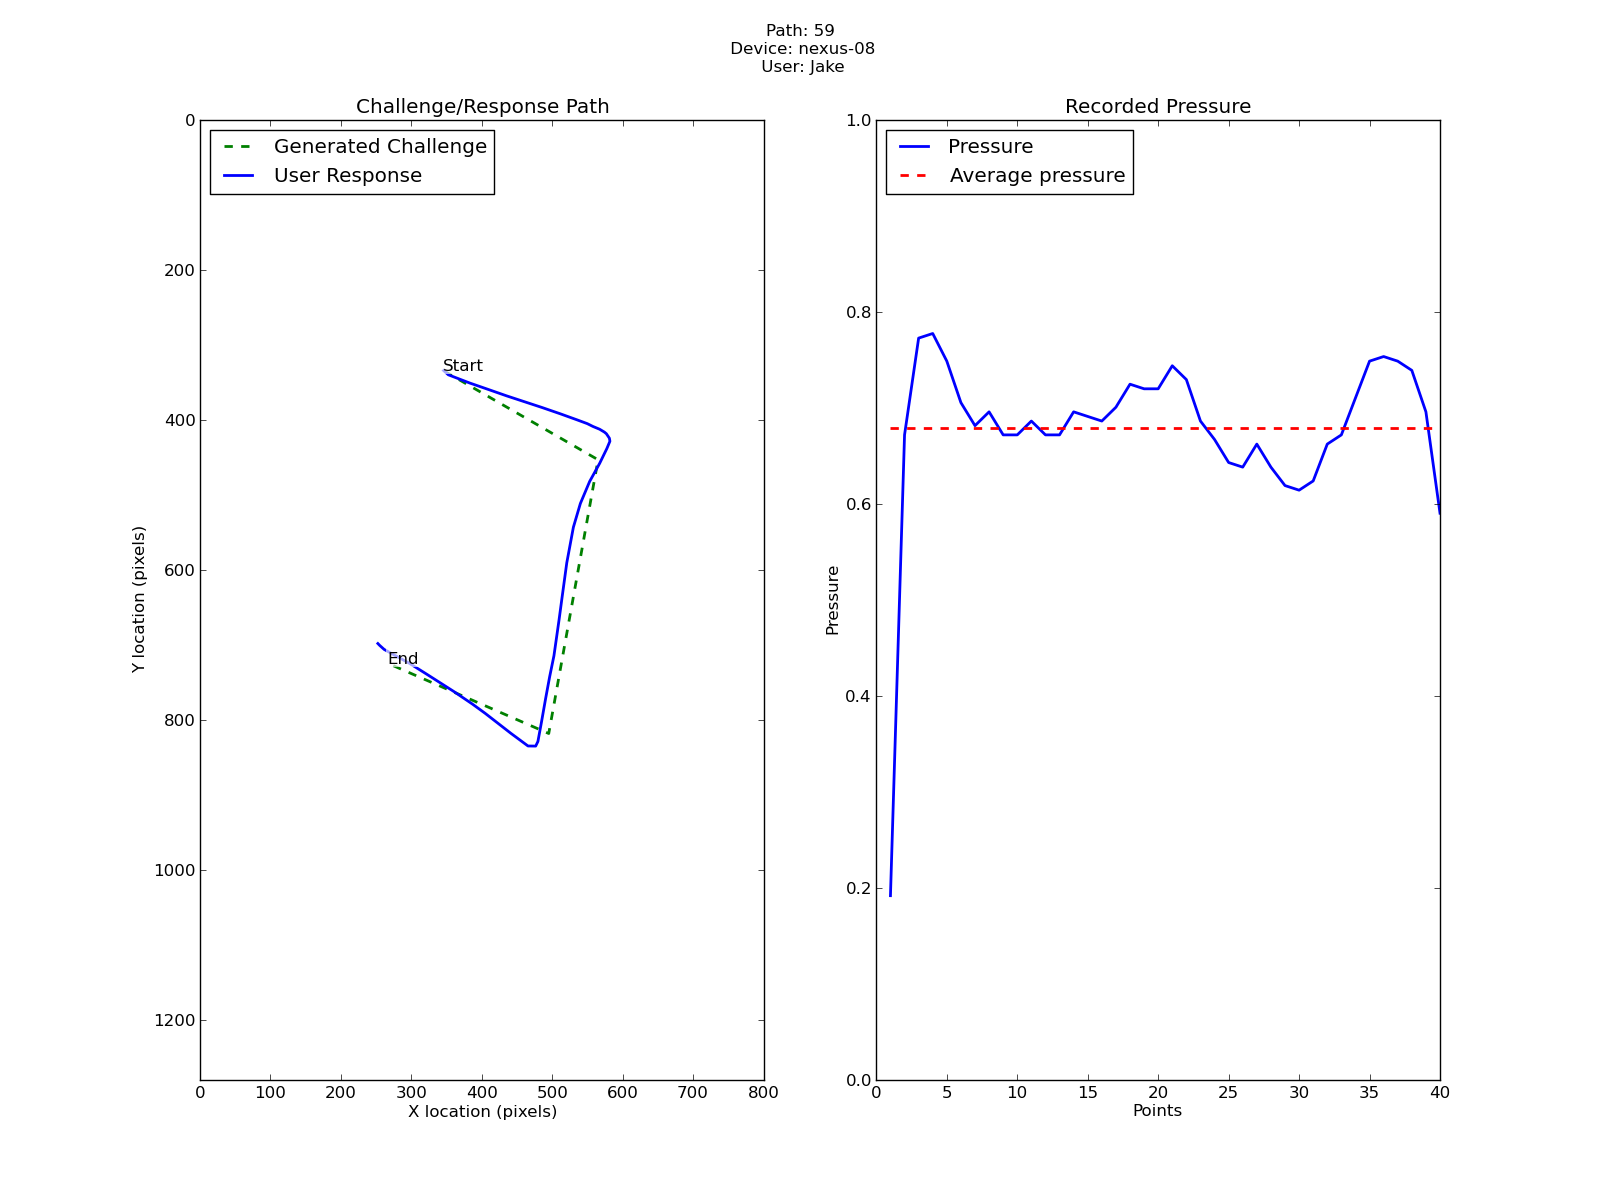 Path: 59
Device: nexus-08
User: Jake
Challenge/Response Path
Generated Challenge
User Response
0
200
400
600
800
1000
1200
Y location (pixels)
Start
End
0 100 200 300 400 500 600 700 800
X location (pixels)
Recorded Pressure
Pressure
Average pressure
1.0
0.8
0.6
0.4
0.2
0.0
Pressure
0 5 10 15 20 25 30 35 40
Points